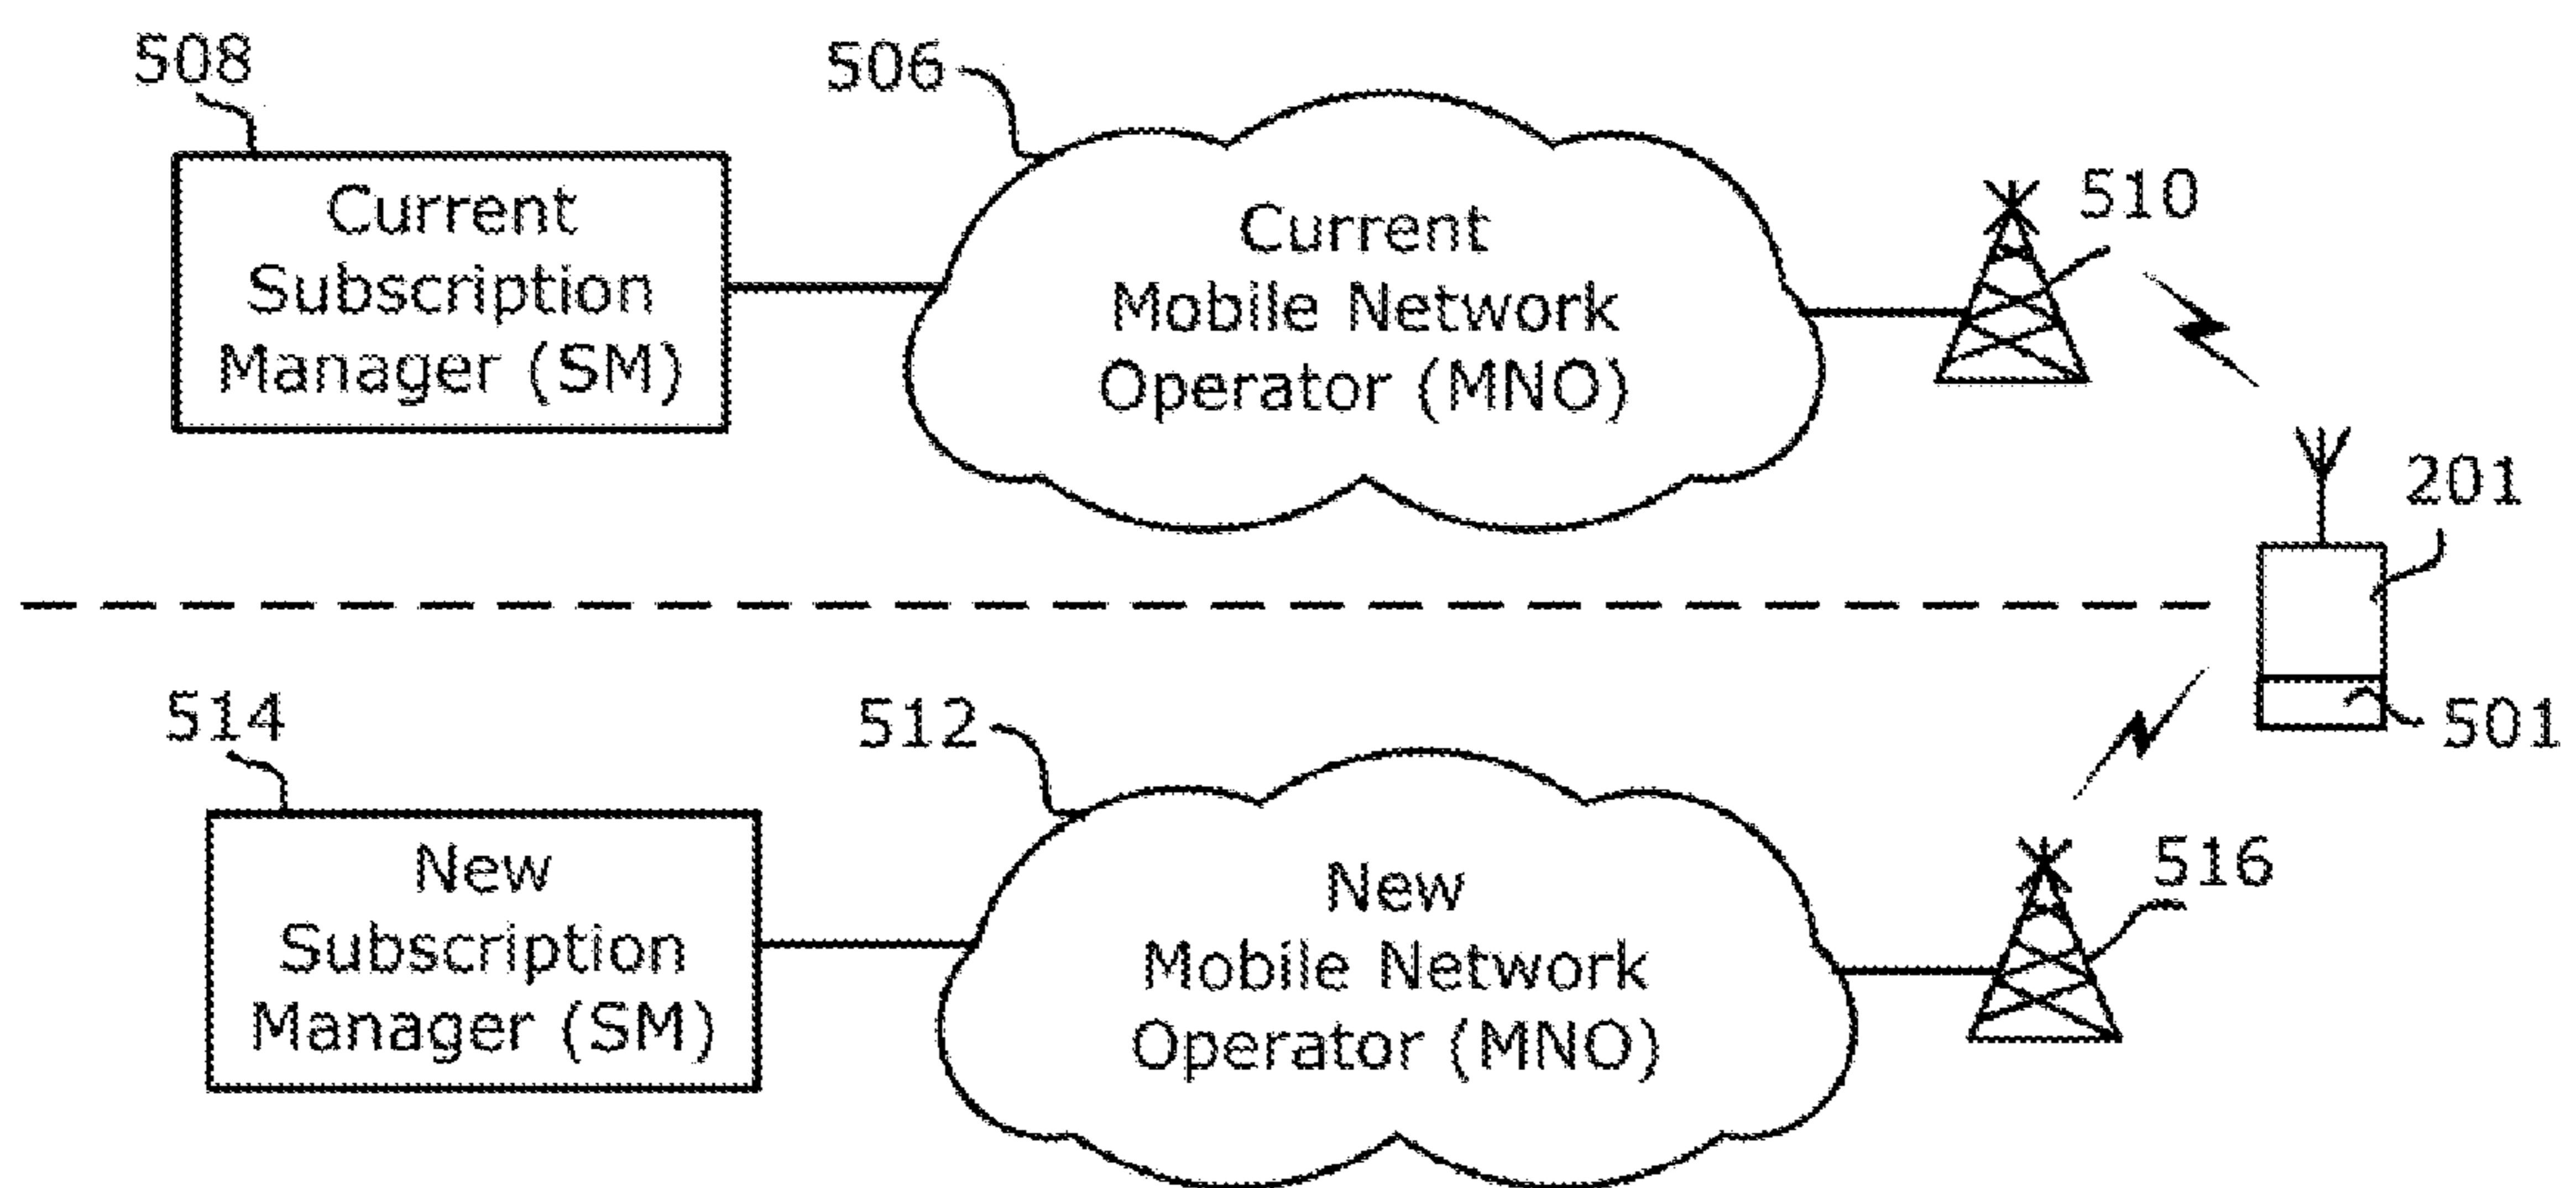 508
506
Current
Subscription
Manager (SM)
Current
Mobile Network
Operator (MNO)
510
201
501
514
512
New
Subscription
Manager (SM)
New
Mobile Network
Operator (MNO)
516